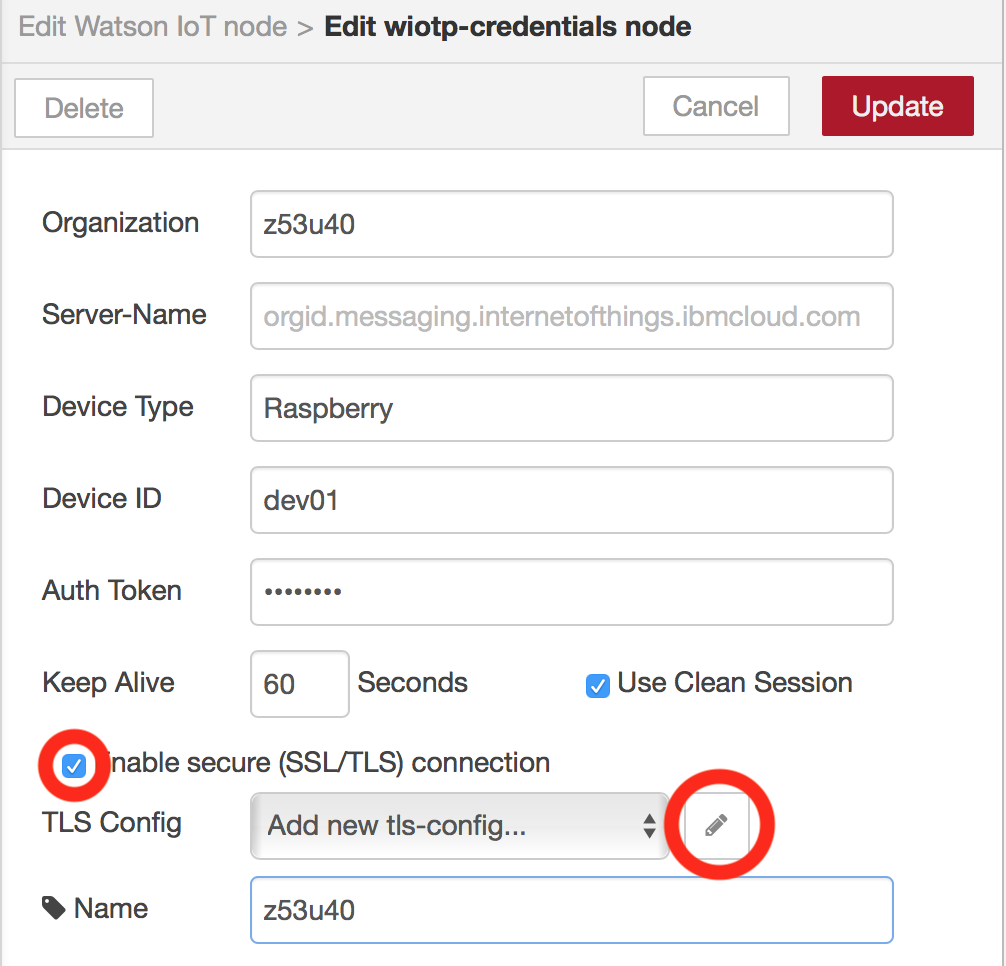 Edit Watson IoT node > Edit wiotp-credentials node
Delete Cancel Update
Organization z53u40
Server-Name orgid.messaging.internetofthings.ibmcloud.com
Device Type Raspberry
Device ID dev01
Auth Token ••••••••
Keep Alive 60 Seconds Use Clean Session
nable secure (SSL/TLS) connection
TLS Config Add new tls-config...
Name z53u40